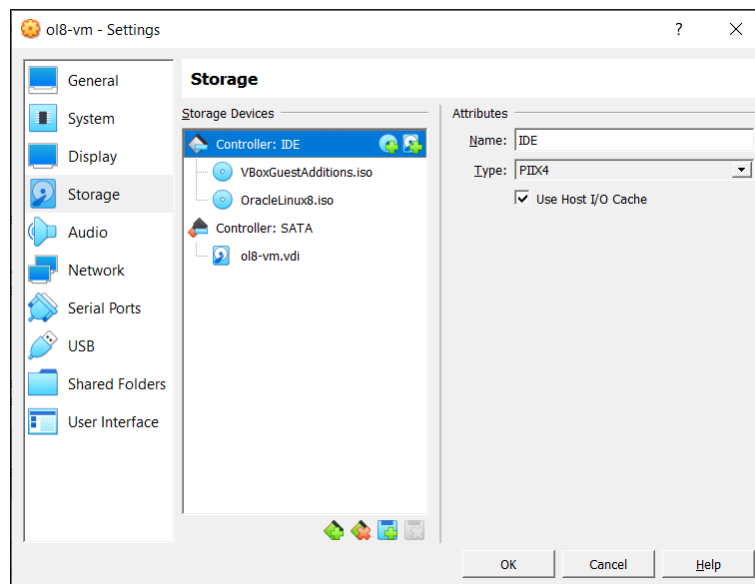 ol8-vm - Settings
?
General
System
Display
Storage
Audio
Network
Serial Ports
USB
Shared Folders
User Interface
Storage
Storage Devices
Controller: IDE
VBoxGuestAdditions.iso
OracleLinux8.iso
Controller: SATA
ol8-vm.vdi
Attributes
Name: IDE
Type: PIIX4
Use Host I/O Cache
OK Cancel Help